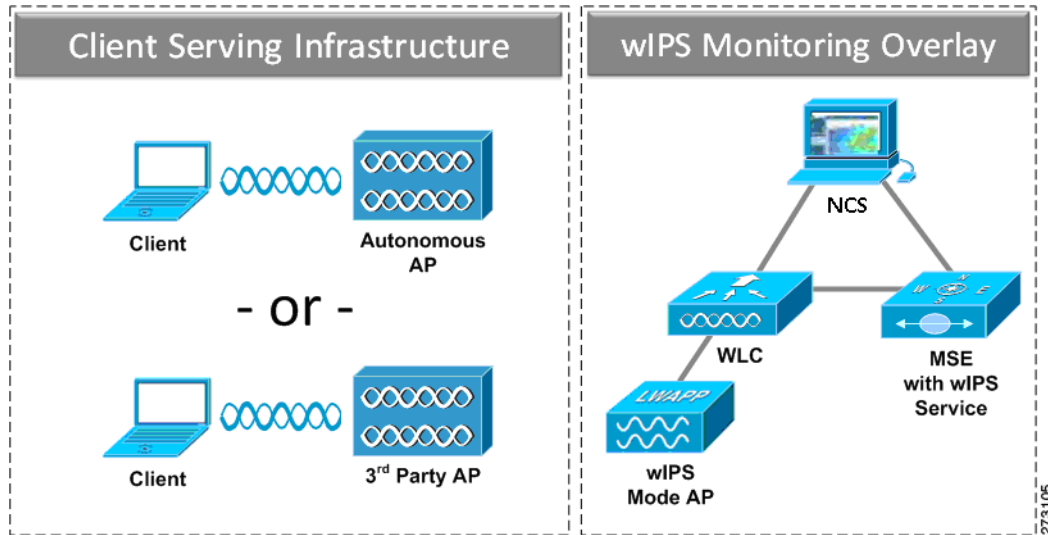 Client Serving Infrastructure
Client
Autonomous
AP
- or -
Client
3rd Party AP
wIPS Monitoring Overlay
NCS
N
W
E
S
WLC
MSE
with wIPS
Service
LWAPP
wIPS
Mode AP
273105